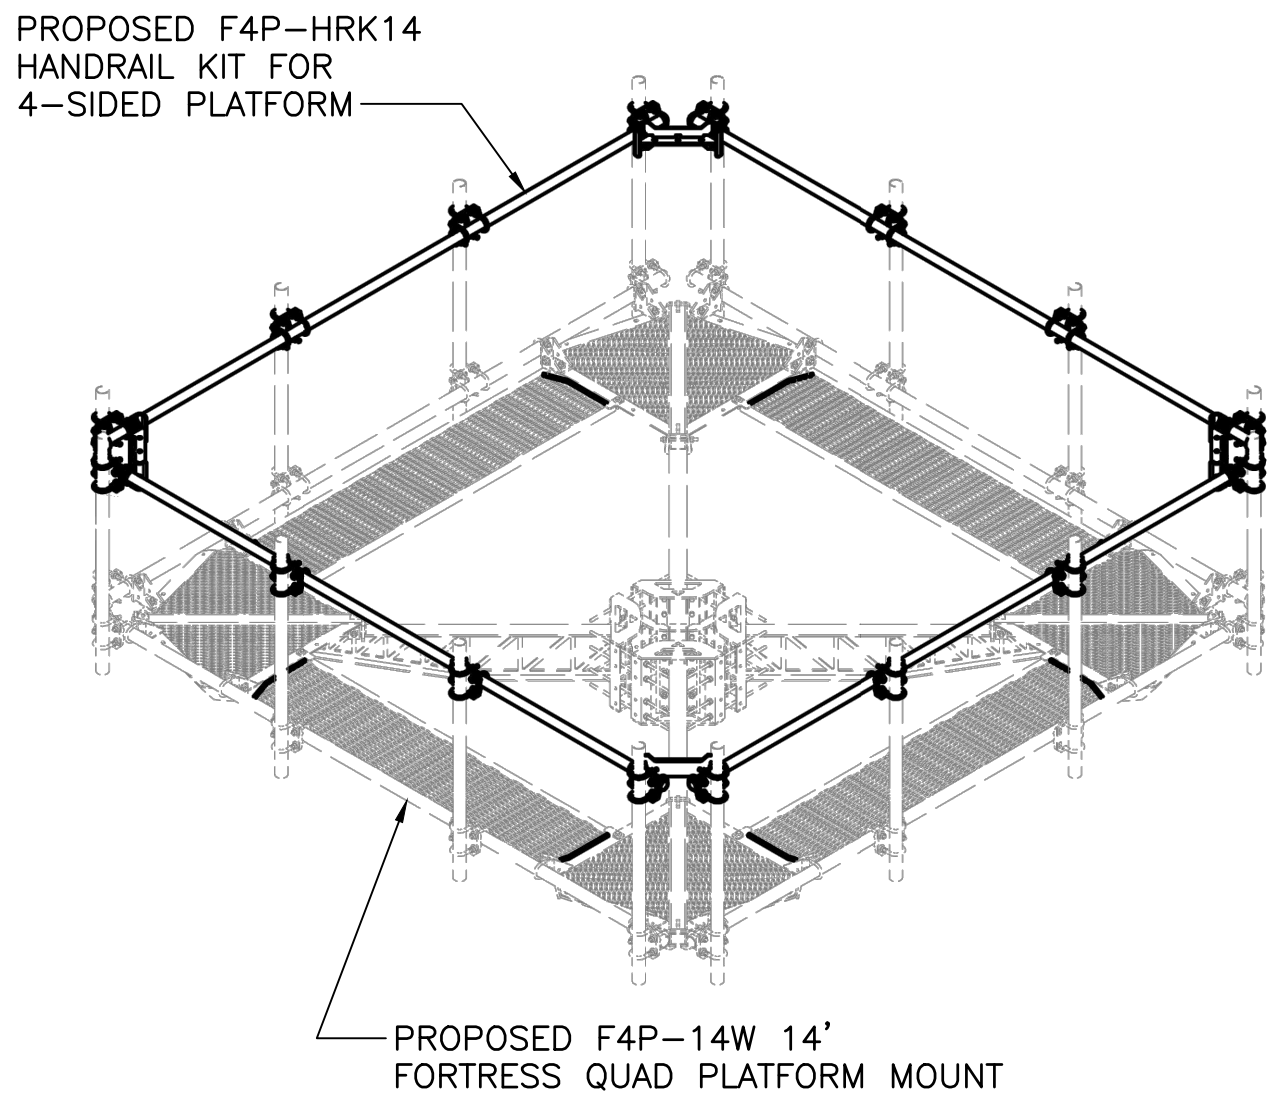 PROPOSED F4P-HRK14
HANDRAIL KIT FOR
4-SIDED PLATFORM
PROPOSED F4P-14W 14'
FORTRESS QUAD PLATFORM MOUNT